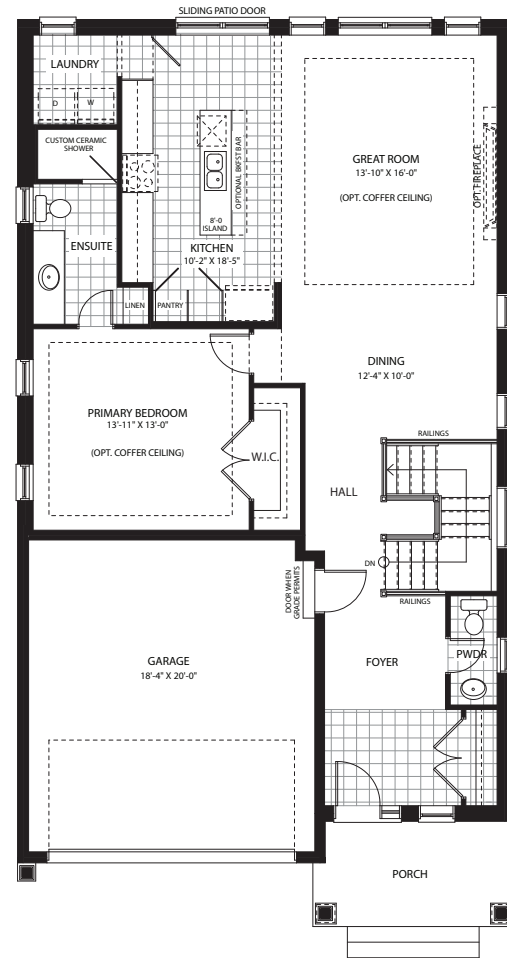 SLIDING PATIO DOOR
LAUNDRY
D W
CUSTOM CERAMIC
SHOWER
ENSUITE
LINEN
OPTIONAL BKFST BAR
8'-0
ISLAND
KITCHEN
10'-2" X 18'-5"
PANTRY
GREAT ROOM
13'-10" X 16'-0"
(OPT. COFFER CEILING)
OPT. FIREPLACE
DINING
12'-4" X 10'-0"
PRIMARY BEDROOM
13'-11" X 13'-0"
(OPT. COFFER CEILING)
W.I.C.
RAILINGS
HALL
DN
RAILINGS
DOOR WHEN
GRADE PERMITS
GARAGE
18'-4" X 20'-0"
FOYER
PWDR
PORCH